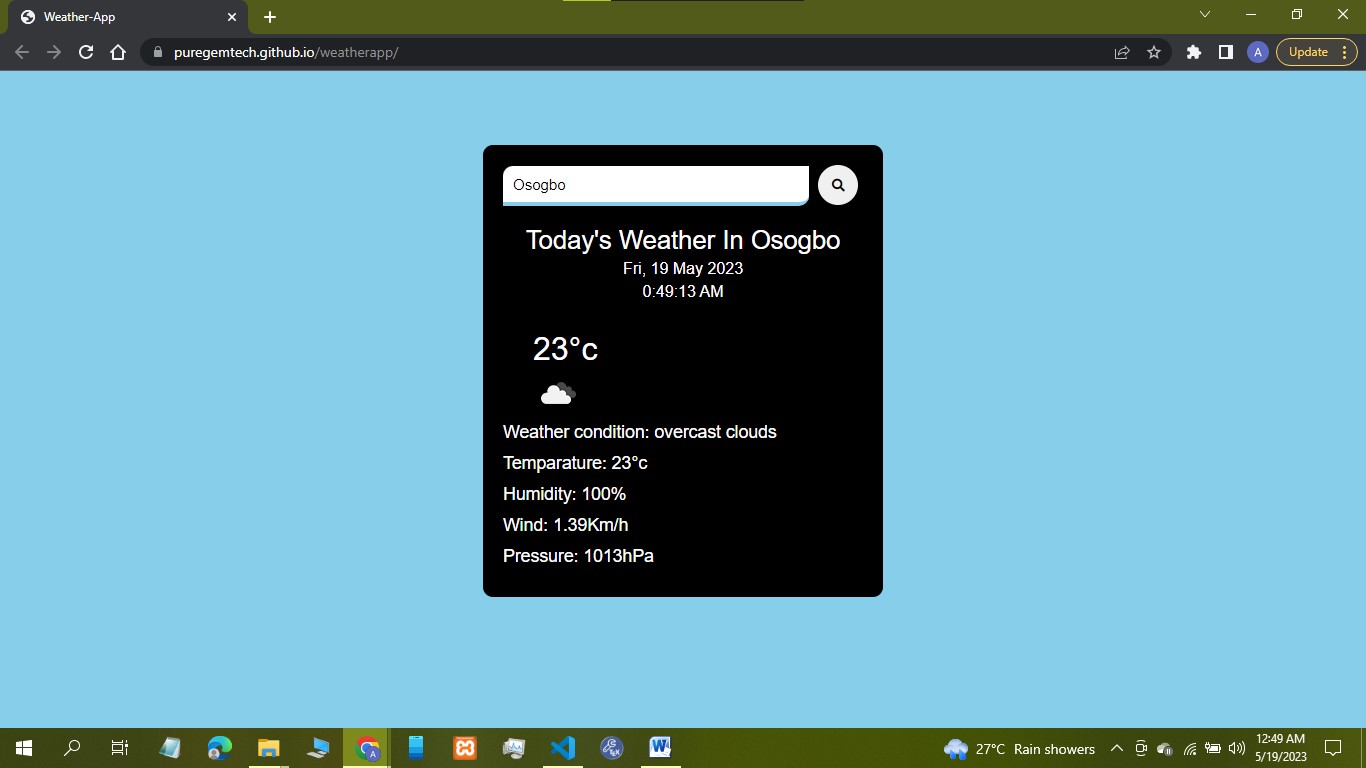 Weather-App
puregemtech.github.io/weatherapp/
A
Update
Osogbo
Today's Weather In Osogbo
Fri, 19 May 2023
0:49:13 AM
23°c
Weather condition: overcast clouds
Temparature: 23°c
Humidity: 100%
Wind: 1.39Km/h
Pressure: 1013hPa
27°C Rain showers
12:49 AM
5/19/2023